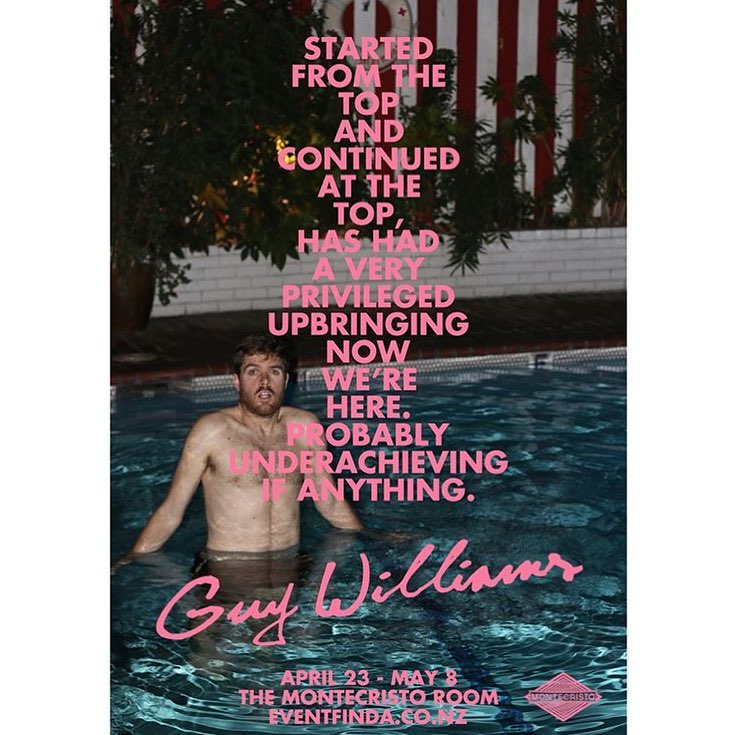 STARTED
FROM THE
TOP
AND
CONTINUED
AT THE
TOP,
HAS HAD
A VERY
PRIVILEGED
UPBRINGING
NOW
WE'RE
HERE.
PROBABLY
UNDERACHIEVING
IF ANYTHING.
Guy Williams
APRIL 23 - MAY 8
THE MONTECRISTO ROOM
EVENTFINDA.CO.NZ
MONTECRISTO